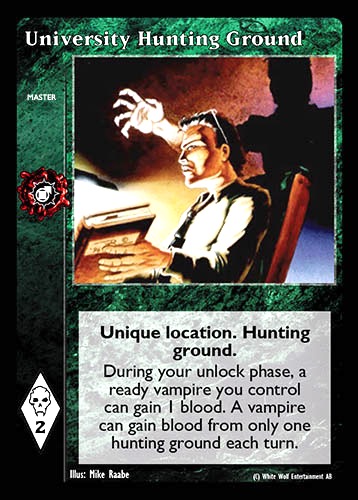 University Hunting Ground
MASTER
Unique location. Hunting
ground.
During your unlock phase, a
ready vampire you control
can gain 1 blood. A vampire
can gain blood from only one
hunting ground each turn.
2
Illus: Mike Raabe
(C) White Wolf Entertainment AB